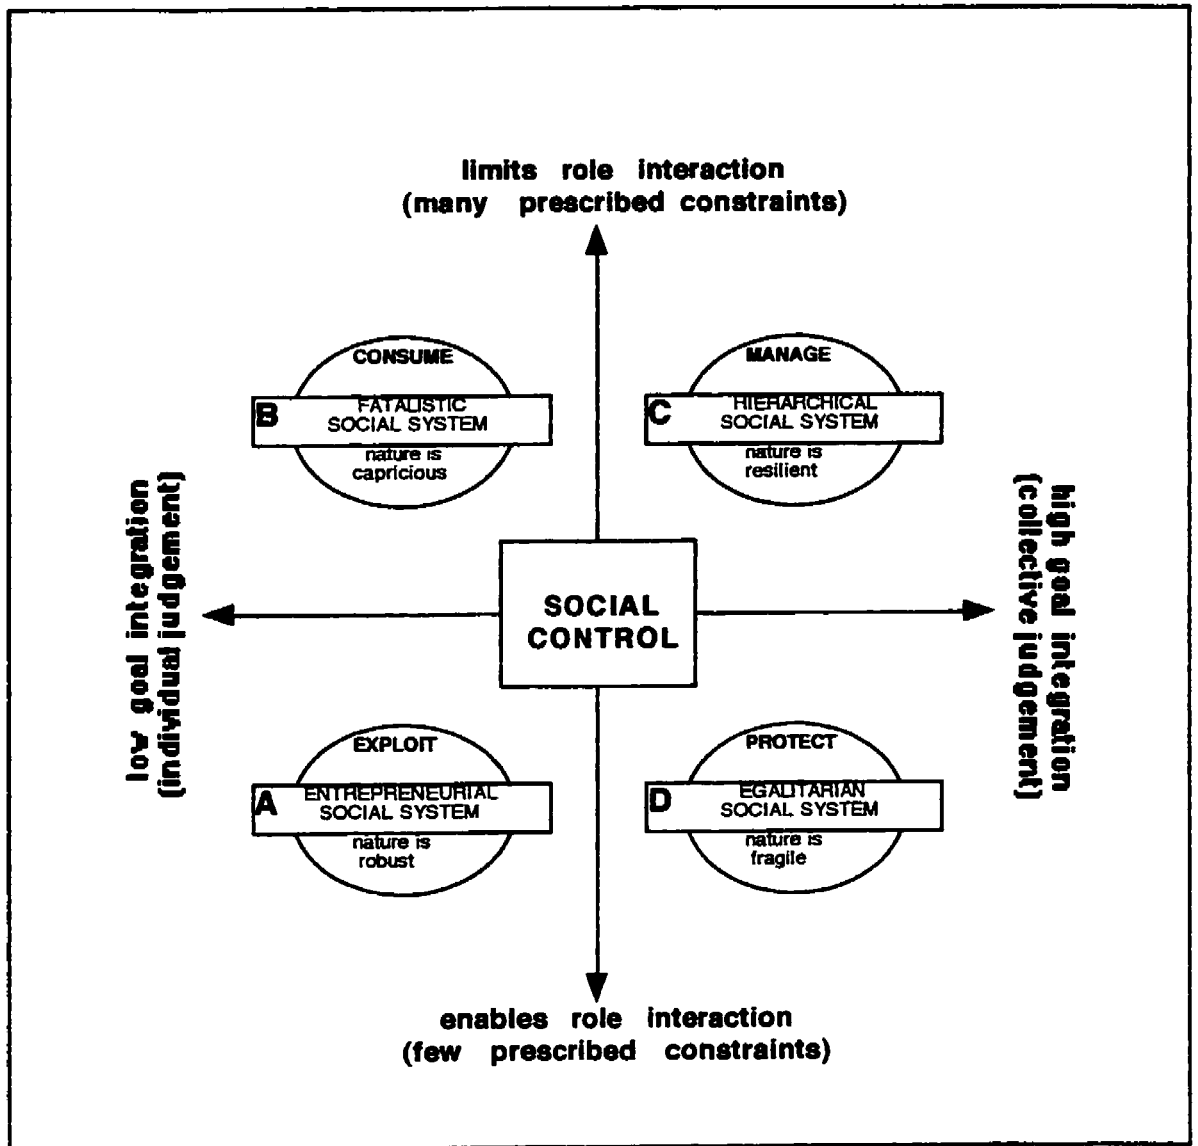 limits role interaction
(many prescribed constraints)
CONSUME
B
FATALISTIC
SOCIAL SYSTEM
nature is
capricious
MANAGE
C
HIERARCHICAL
SOCIAL SYSTEM
nature is
resilient
low goal integration
(individual judgement)
SOCIAL
CONTROL
high goal integration
(collective judgement)
EXPLOIT
A
ENTREPRENEURIAL
SOCIAL SYSTEM
nature is
robust
PROTECT
D
EGALITARIAN
SOCIAL SYSTEM
nature is
fragile
enables role interaction
(few prescribed constraints)